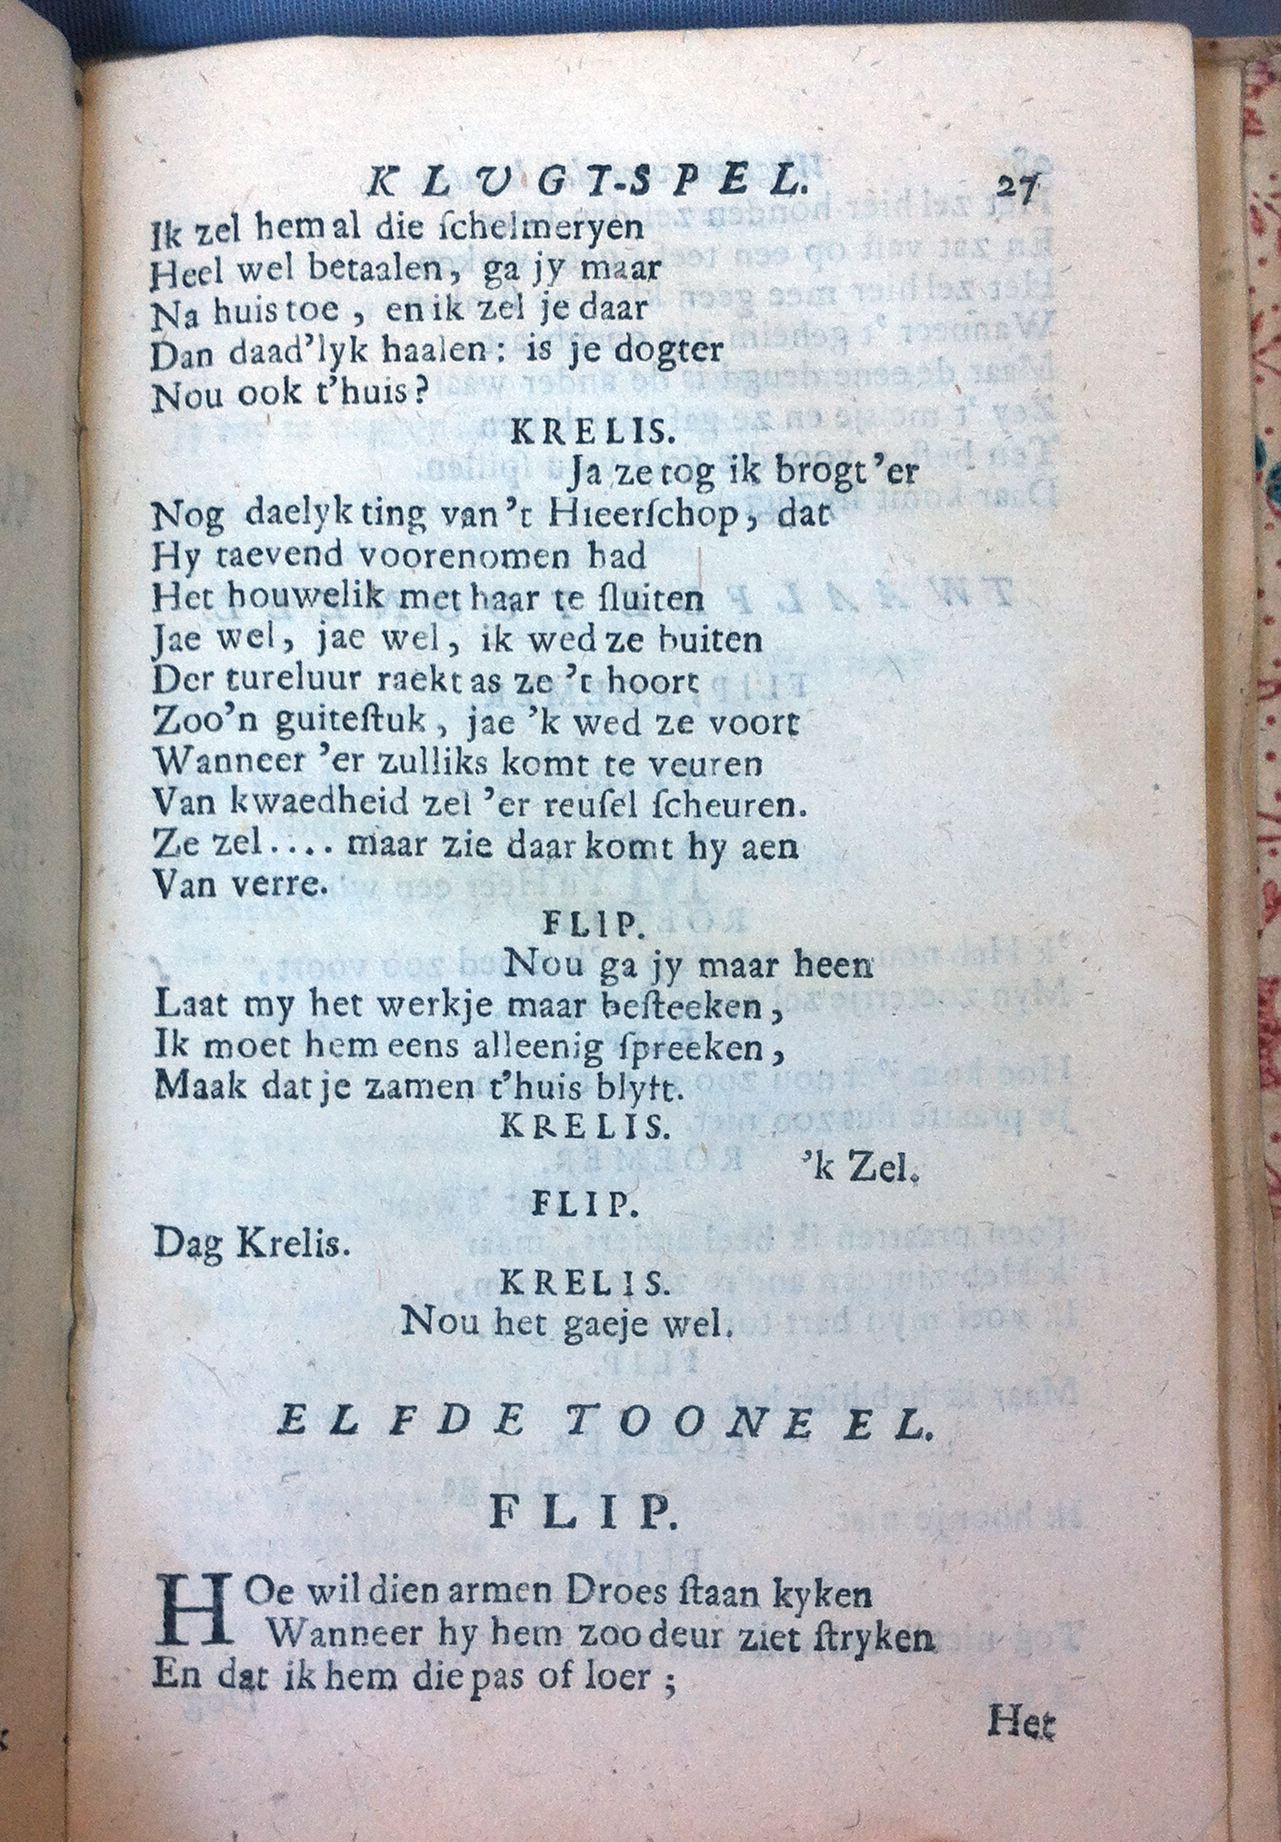 KLUGT-SPEL. 27
Ik zel hem al die ſchelmeryen
Heel wel betaalen, ga jy maar
Na huis toe, en ik zel je daar
Dan daad'lyk haalen: is je dogter
Nou ook t'huis?
KRELIS.
Ja ze tog ik brogt 'er
Nog daelyk ting van 't Hieerſchop, dat
Hy taevend voorenomen had
Het houwelik met haar te ſluiten
Jae wel, jae wel, ik wed ze buiten
Der tureluur raekt as ze 't hoort
Zoo'n guiteſtuk, jae 'k wed ze voort
Wanneer 'er zulliks komt te veuren
Van kwaedheid zel 'er reuſel ſcheuren.
Ze zel.... maar zie daar komt hy aen
Van verre.
FLIP.
Nou ga jy maar heen
Laat my het werkje maar beſteeken,
Ik moet hem eens alleenig ſpreeken,
Maak dat je zamen t'huis blyft.
KRELIS.
'k Zel.
FLIP.
Dag Krelis.
KRELIS.
Nou het gaeje wel.
ELFDE TOONEEL.
FLIP.
HOe wil dien armen Droes ſtaan kyken
Wanneer hy hem zoo deur ziet ſtryken
En dat ik hem die pas of loer;
Het